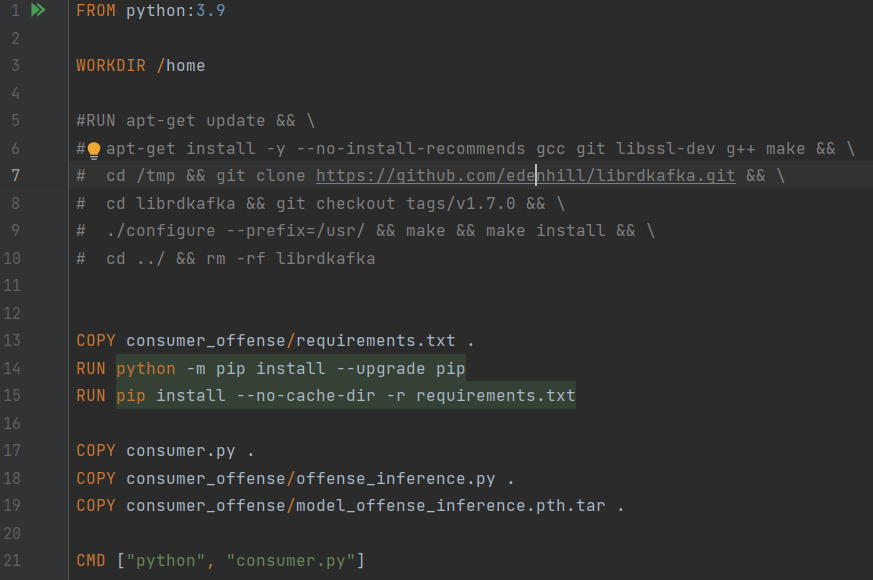 1 FROM python:3.9
2
3 WORKDIR /home
4
5 #RUN apt-get update && \
6 # apt-get install -y --no-install-recommends gcc git libssl-dev g++ make && \
7 #  cd /tmp && git clone https://github.com/edenhill/librdkafka.git && \
8 #  cd librdkafka && git checkout tags/v1.7.0 && \
9 #  ./configure --prefix=/usr/ && make && make install && \
10 #  cd ../ && rm -rf librdkafka
11
12
13 COPY consumer_offense/requirements.txt .
14 RUN python -m pip install --upgrade pip
15 RUN pip install --no-cache-dir -r requirements.txt
16
17 COPY consumer.py .
18 COPY consumer_offense/offense_inference.py .
19 COPY consumer_offense/model_offense_inference.pth.tar .
20
21 CMD ["python", "consumer.py"]